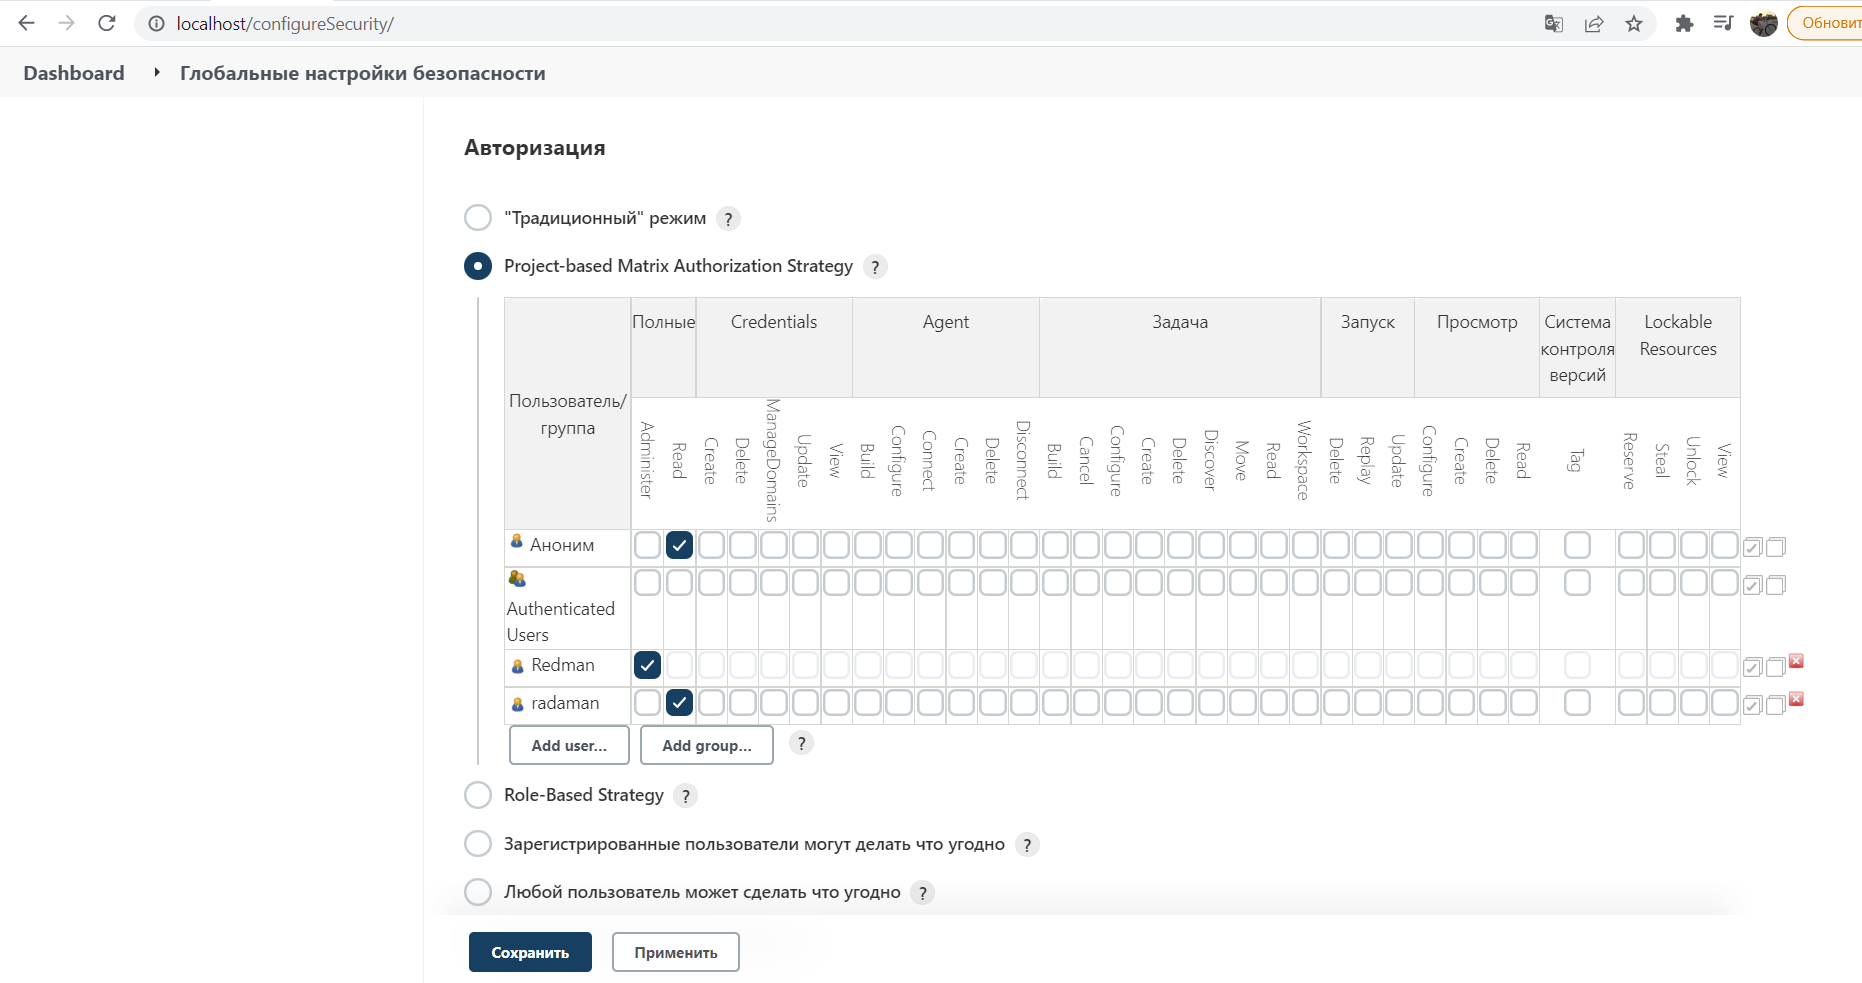 localhost/configureSecurity/
Обновит
Dashboard
Глобальные настройки безопасности
Авторизация
"Традиционный" режим ?
Project-based Matrix Authorization Strategy ?
Пользователь/
группа
Полные
Credentials
Agent
Задача
Запуск
Просмотр
Система
контроля
версий
Lockable
Resources
Administer
Read
Create
Delete
ManageDomains
Update
View
Build
Configure
Connect
Create
Delete
Disconnect
Build
Cancel
Configure
Create
Delete
Discover
Move
Read
Workspace
Delete
Replay
Update
Configure
Create
Delete
Read
Tag
Reserve
Steal
Unlock
View
Аноним
Authenticated
Users
Redman
radaman
Add user...
Add group...
?
Role-Based Strategy ?
Зарегистрированные пользователи могут делать что угодно ?
Любой пользователь может сделать что угодно ?
Сохранить
Применить